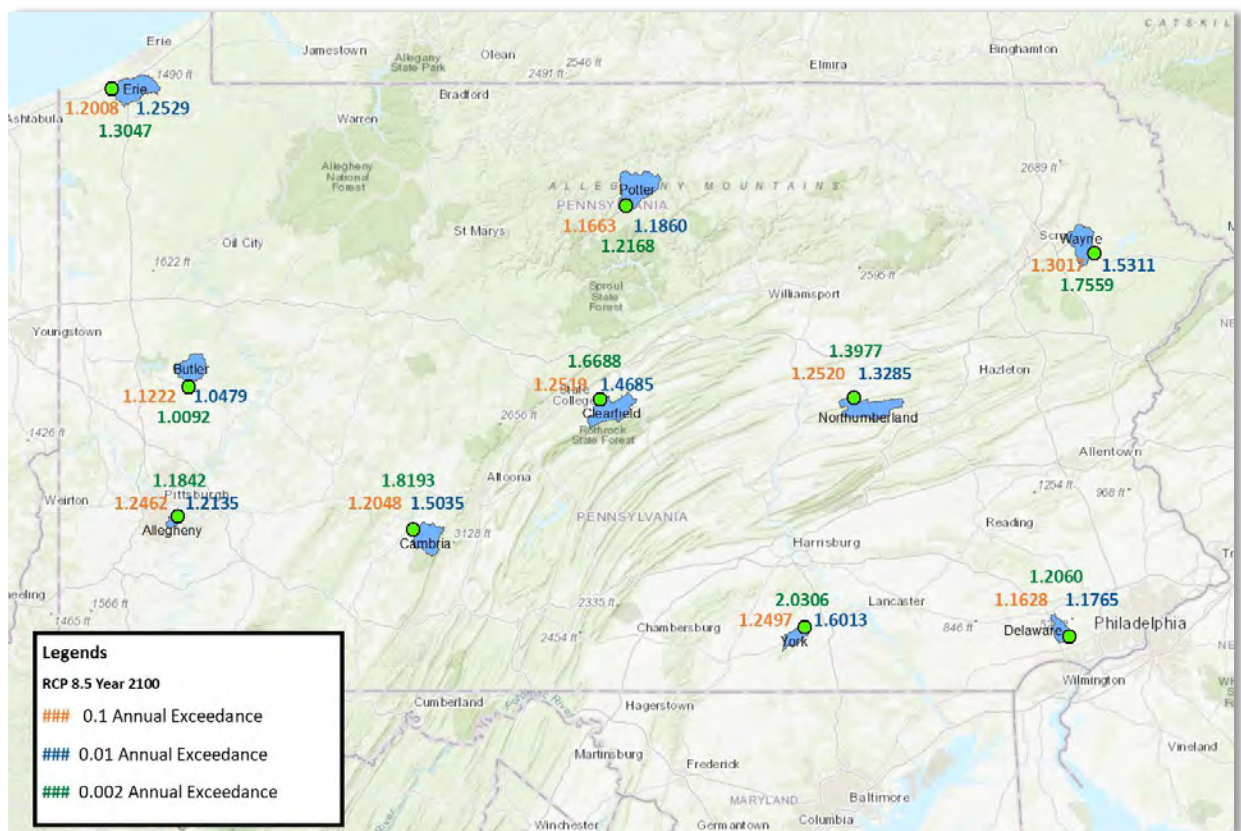 CATSKIL
Erie
Jamestown
Allegany
State Park
Olean
2546 ft
2491 ft
Binghamton
Elmira
1490 ft
Erie
1.2008 1.2529
1.3047
Ashtabula
Bradford
Warren
Allegheny
National
Forest
2689 ft
ALLEGHENY MOUNTAINS
Potter
PENNSYLVANIA
1.1663 1.1860
1.2168
St Marys
Oil City
1622 ft
Wayne
1.3017 1.5311
1.7559
2595 ft
Sproul
State
Forest
Williamsport
Youngstown
Butler
1.1222 1.0479
1.0092
1.6688
1.2519 1.4685
State
College
Clearfield
Rothrock
State Forest
2656 ft
1.3977
1.2520 1.3285
Northumberland
Hazleton
1426 ft
Allentown
1.1842
Pittsburgh
1.2462 1.2135
Allegheny
Weirton
1.8193
1.2048 1.5035
Cambria
Altoona
3128 ft
PENNSYLVANIA
1254 ft
968 ft
Reading
Harrisburg
eeling
1566 ft
1465 ft
2335 ft
2454 ft
Chambersburg
2.0306
1.2497 1.6013
York
Lancaster
846 ft
1.2060
1.1628 1.1765
Delaware
Philadelphia
Wilmington
Legends
RCP 8.5 Year 2100
### 0.1 Annual Exceedance
### 0.01 Annual Exceedance
### 0.002 Annual Exceedance
Cumberland
Potomac River
Hagerstown
Martinsburg
Frederick
Vineland
MARYLAND
Baltimore
Columbia
Winchester
Germantown
River